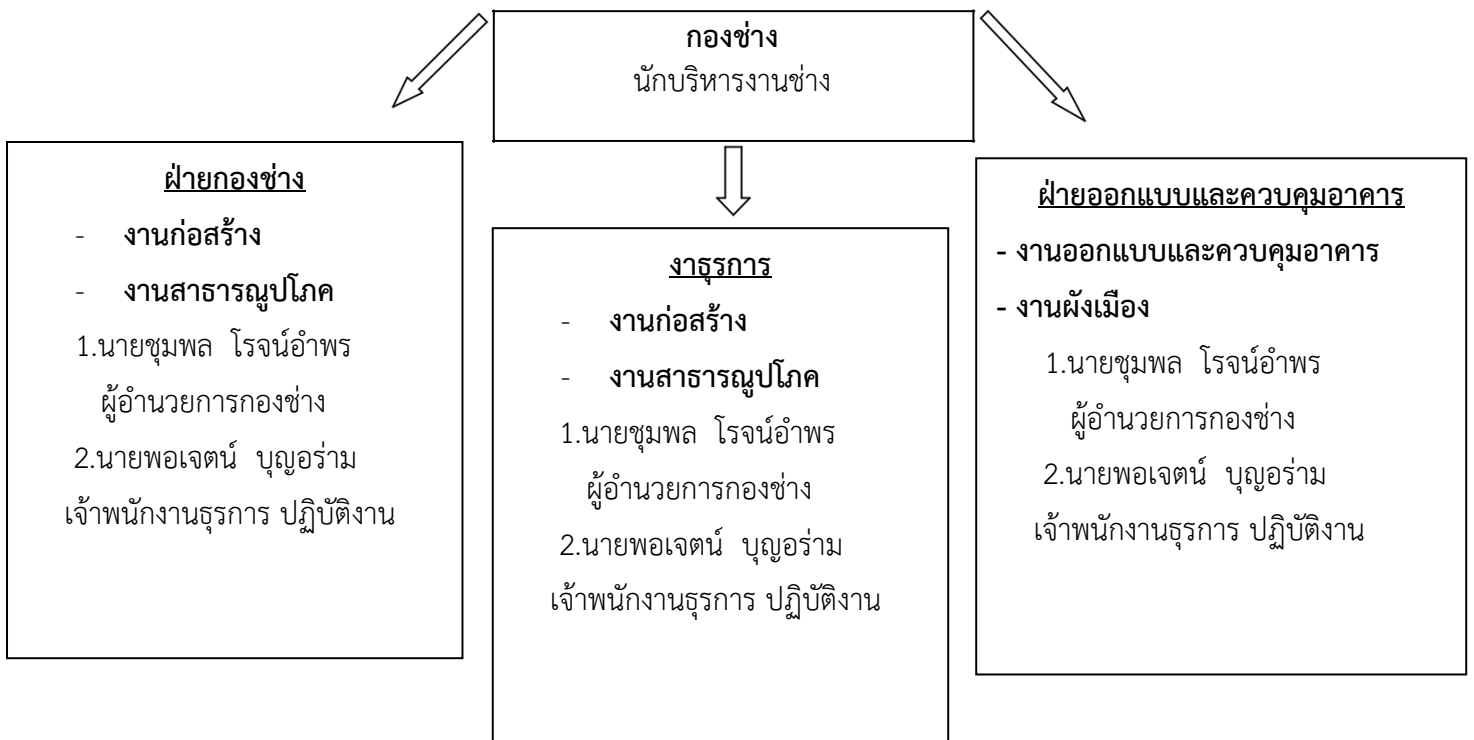 กองช่าง
นักบริหารงานช่าง
ฝ่ายกองช่าง
- งานก่อสร้าง
- งานสาธารณูปโภค
1.นายชุมพล โรจน์อำพร
ผู้อำนวยการกองช่าง
2.นายพอเจตน์ บุญอร่าม
เจ้าพนักงานธุรการ ปฏิบัติงาน
งาธุรการ
- งานก่อสร้าง
- งานสาธารณูปโภค
1.นายชุมพล โรจน์อำพร
ผู้อำนวยการกองช่าง
2.นายพอเจตน์ บุญอร่าม
เจ้าพนักงานธุรการ ปฏิบัติงาน
ฝ่ายออกแบบและควบคุมอาคาร
- งานออกแบบและควบคุมอาคาร
- งานผังเมือง
1.นายชุมพล โรจน์อำพร
ผู้อำนวยการกองช่าง
2.นายพอเจตน์ บุญอร่าม
เจ้าพนักงานธุรการ ปฏิบัติงาน